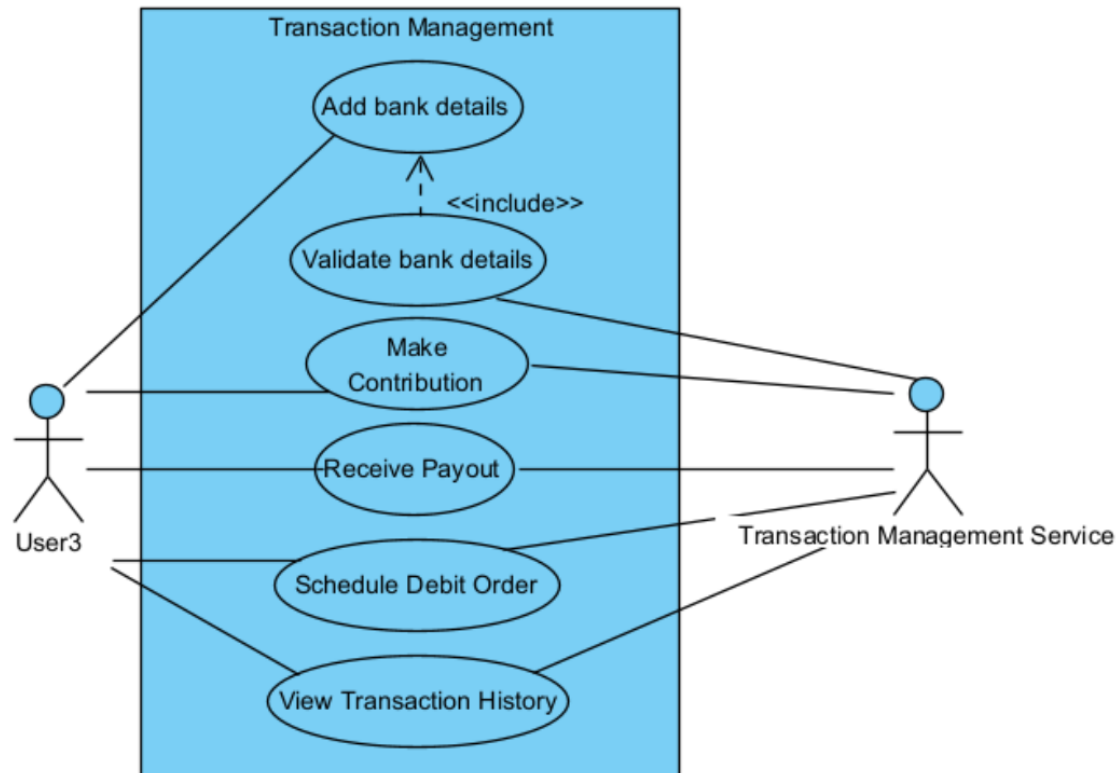 Transaction Management
Add bank details
<<include>>
Validate bank details
Make
Contribution
Receive Payout
User3
Transaction Management Service
Schedule Debit Order
View Transaction History